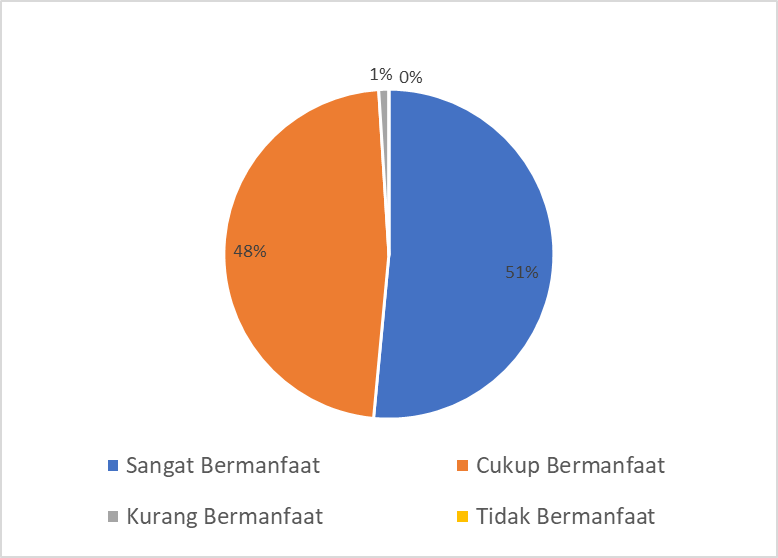 1% 0%
48%
51%
Sangat Bermanfaat Cukup Bermanfaat
Kurang Bermanfaat Tidak Bermanfaat